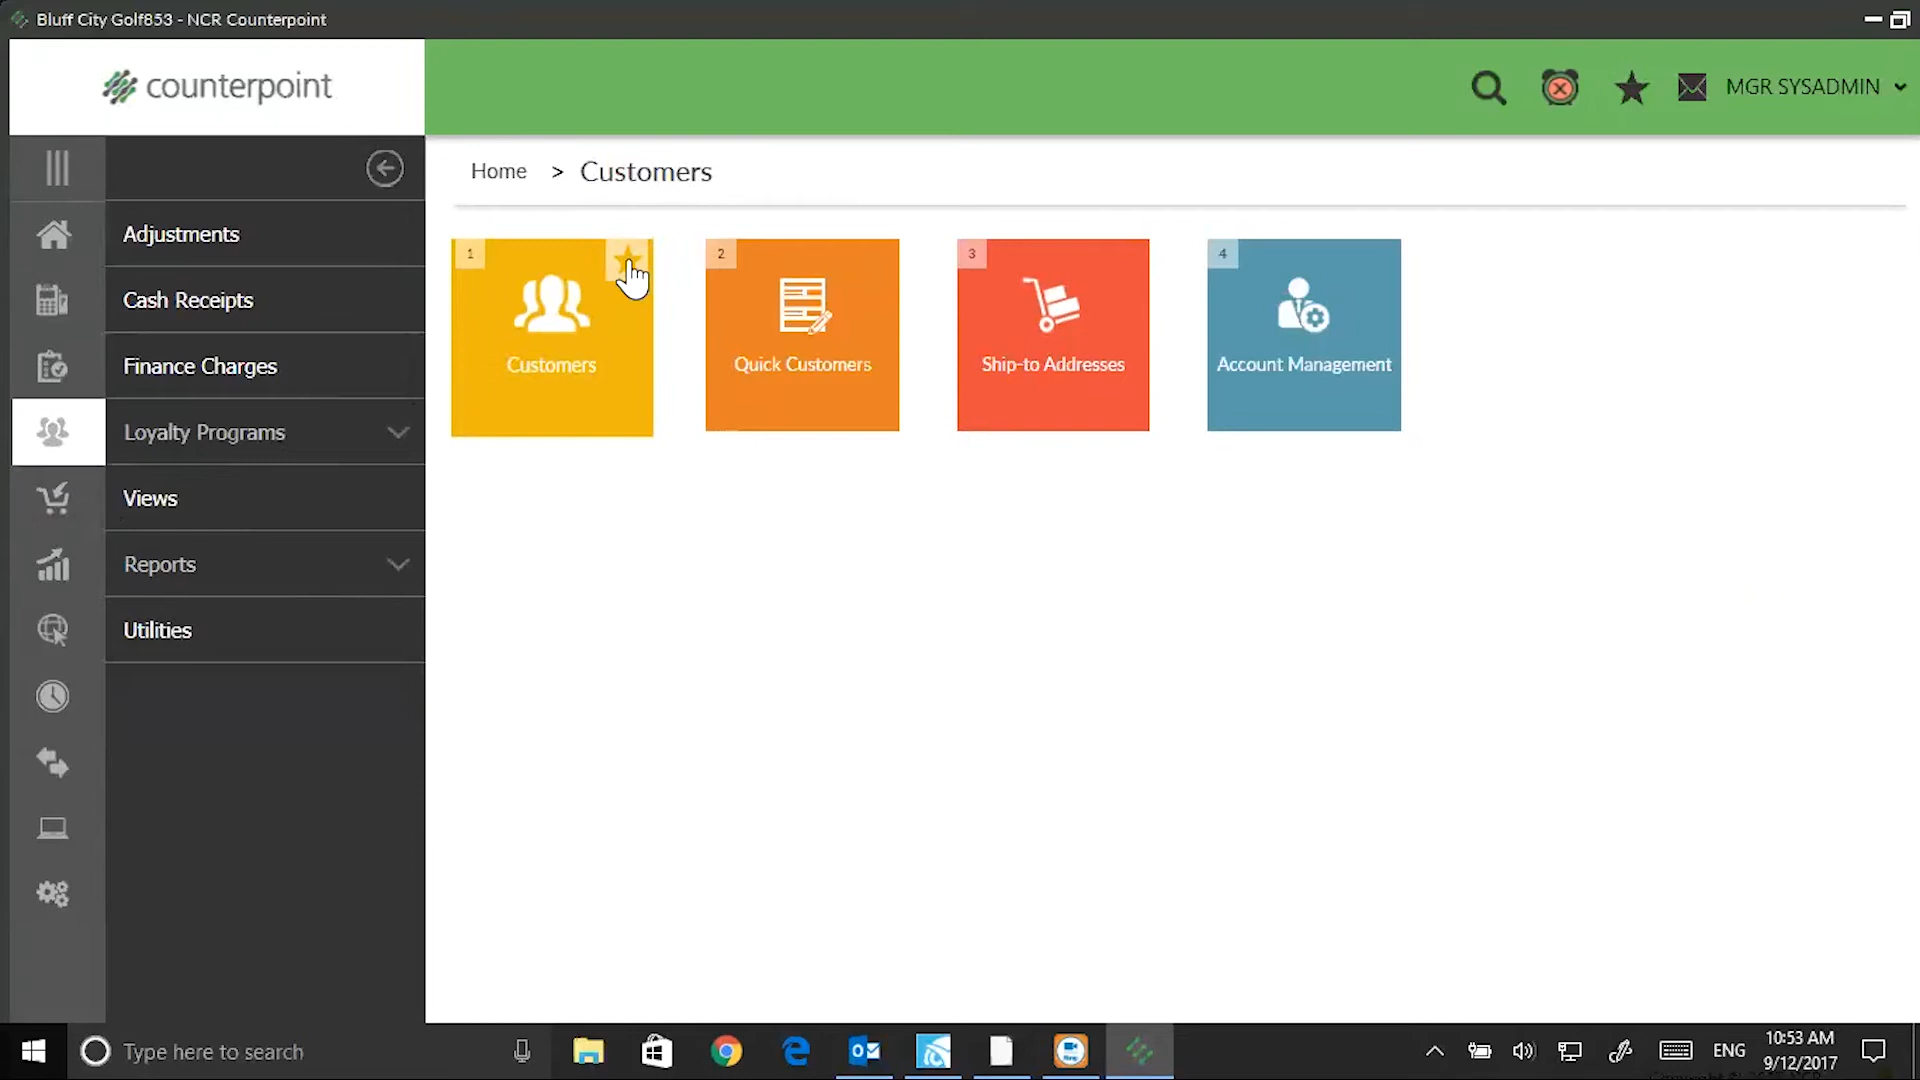 Bluff City Golf853 - NCR Counterpoint
counterpoint
MGR SYSADMIN
Home > Customers
Adjustments
Cash Receipts
Finance Charges
Loyalty Programs
Views
Reports
Utilities
1
Customers
2
Quick Customers
3
Ship-to Addresses
4
Account Management
Type here to search
ENG
10:53 AM
9/12/2017